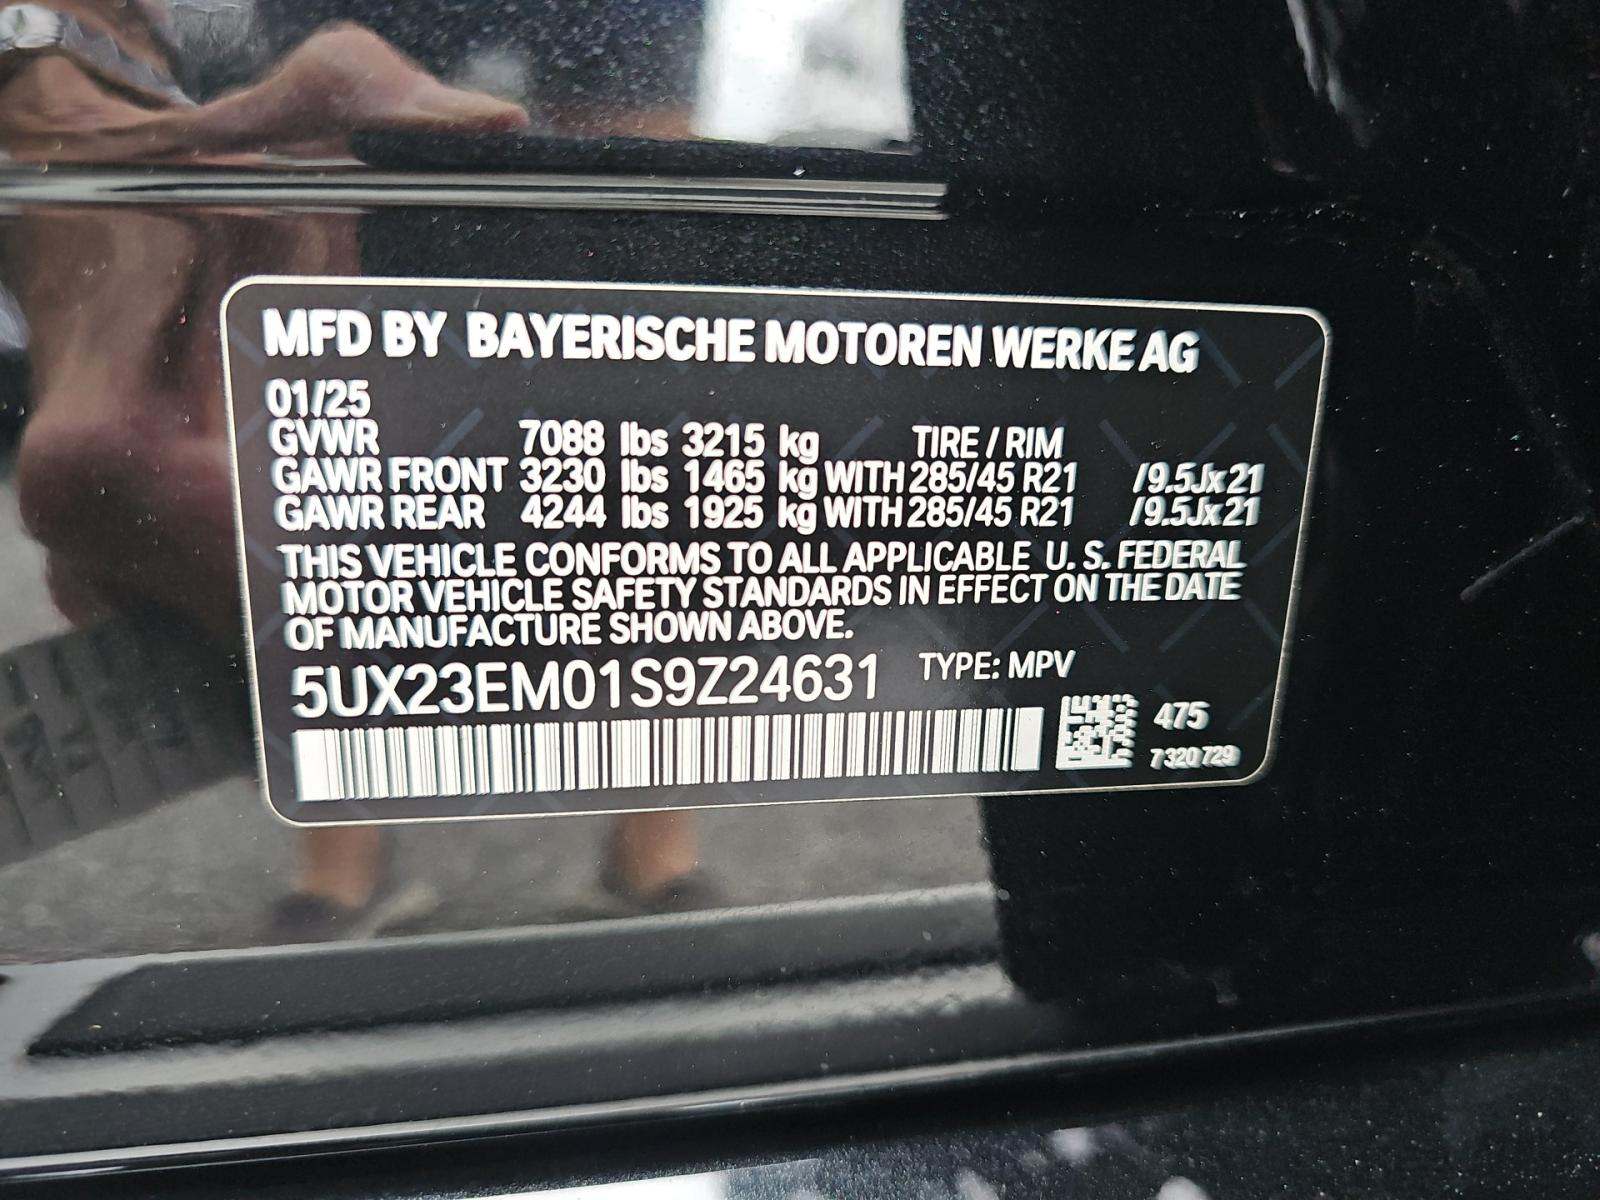 MFD BY BAYERISCHE MOTOREN WERKE AG
01/25
GVWR 7088 lbs 3215 kg TIRE / RIM
GAWR FRONT 3230 lbs 1465 kg WITH 285/45 R21 /9.5Jx21
GAWR REAR 4244 lbs 1925 kg WITH 285/45 R21 /9.5Jx21
THIS VEHICLE CONFORMS TO ALL APPLICABLE U. S. FEDERAL
MOTOR VEHICLE SAFETY STANDARDS IN EFFECT ON THE DATE
OF MANUFACTURE SHOWN ABOVE.
5UX23EM01S9Z24631 TYPE: MPV
475
7 320 729